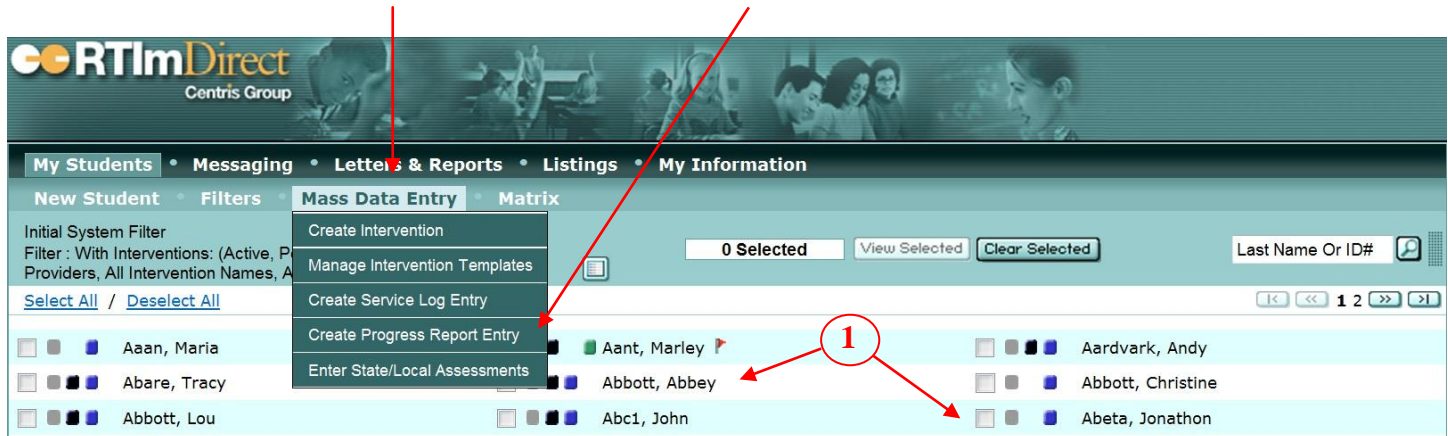 RTImDirect
Centris Group
My Students • Messaging • Letters & Reports • Listings • My Information
New Student • Filters • Mass Data Entry • Matrix
Initial System Filter
Filter : With Interventions: (Active, P
Providers, All Intervention Names, A
Create Intervention
Manage Intervention Templates
Create Service Log Entry
Create Progress Report Entry
Enter State/Local Assessments
0 Selected View Selected Clear Selected Last Name Or ID#
Select All / Deselect All 1 2
Aaan, Maria Aant, Marley Aardvark, Andy
1
Abare, Tracy Abbott, Abbey Abbott, Christine
Abbott, Lou Abc1, John Abeta, Jonathon